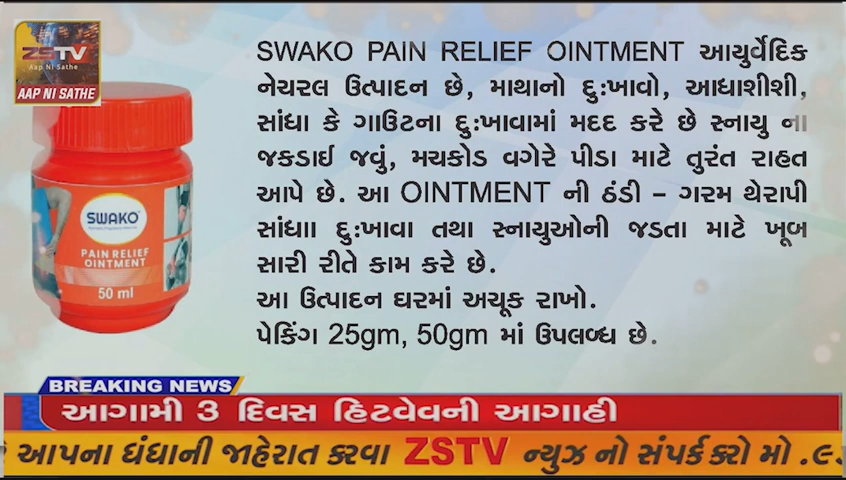 ZSTV
Aap Ni Sathe
AAP NI SATHE
SWAKO PAIN RELIEF OINTMENT આયુર્વેદિક
નેચરલ ઉત્પાદન છે, માથાનો દુઃખાવો, આધાશીશી,
સાંધા કે ગાઉટના દુઃખાવામાં મદદ કરે છે સ્નાયુ ના
જકડાઈ જવું, મચકોડ વગેરે પીડા માટે તુરંત રાહત
આપે છે. આ OINTMENT ની ઠંડી – ગરમ થેરાપી
સાંધાા દુઃખાવા તથા સ્નાયુઓની જડતા માટે ખૂબ
સારી રીતે કામ કરે છે.
આ ઉત્પાદન ઘરમાં અચૂક રાખો.
પેકિંગ 25gm, 50gm માં ઉપલબ્ધ છે.
SWAKO
PAIN RELIEF
OINTMENT
50 ml
BREAKING NEWS
આગામી 3 દિવસ હિટવેવની આગાહી
આપના ધંધાની જાહેરાત કરવા ZSTV ન્યુઝ નો સંપર્ક કરો મો .૯